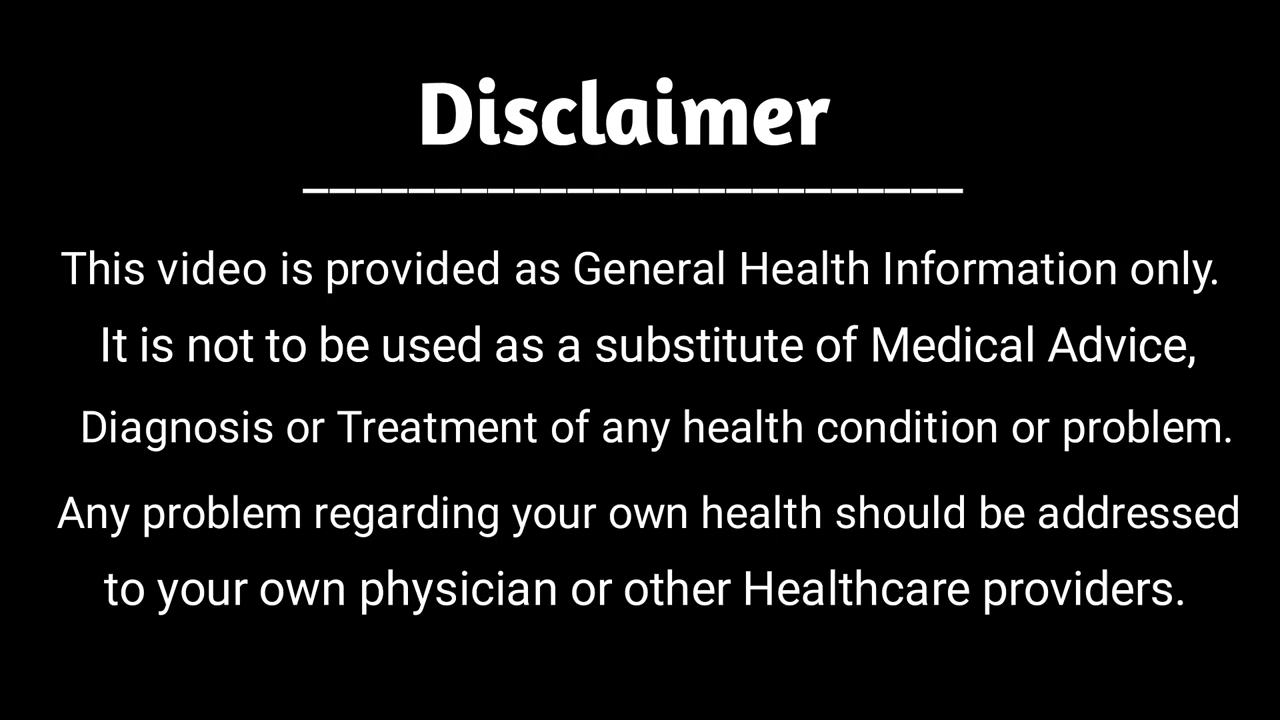 Disclaimer
This video is provided as General Health Information only.
It is not to be used as a substitute of Medical Advice,
Diagnosis or Treatment of any health condition or problem.
Any problem regarding your own health should be addressed
to your own physician or other Healthcare providers.